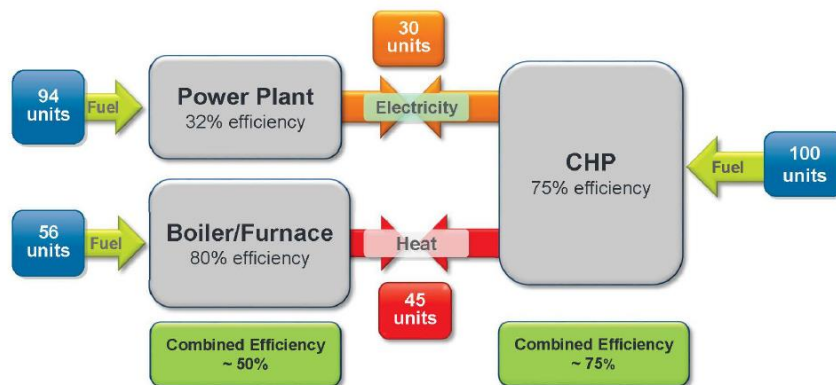 30
units
94
units
Fuel
Power Plant
32% efficiency
Electricity
CHP
75% efficiency
Fuel
100
units
56
units
Fuel
Boiler/Furnace
80% efficiency
Heat
45
units
Combined Efficiency
~ 50%
Combined Efficiency
~ 75%